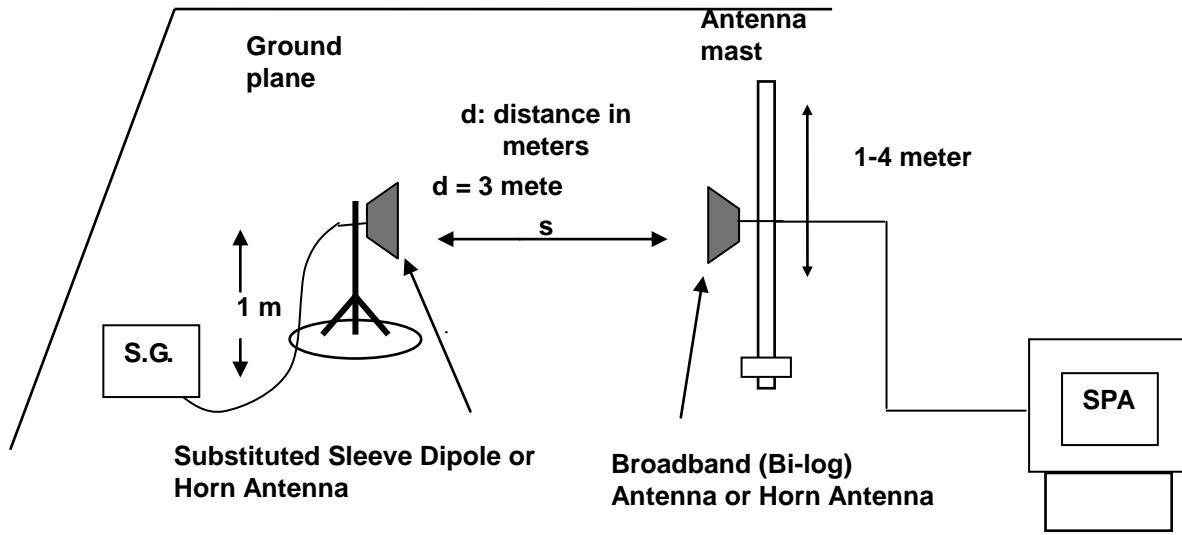 Antenna
mast
Ground
plane
d: distance in
meters
d = 3 mete
s
1-4 meter
1 m
S.G.
SPA
Substituted Sleeve Dipole or
Horn Antenna
Broadband (Bi-log)
Antenna or Horn Antenna